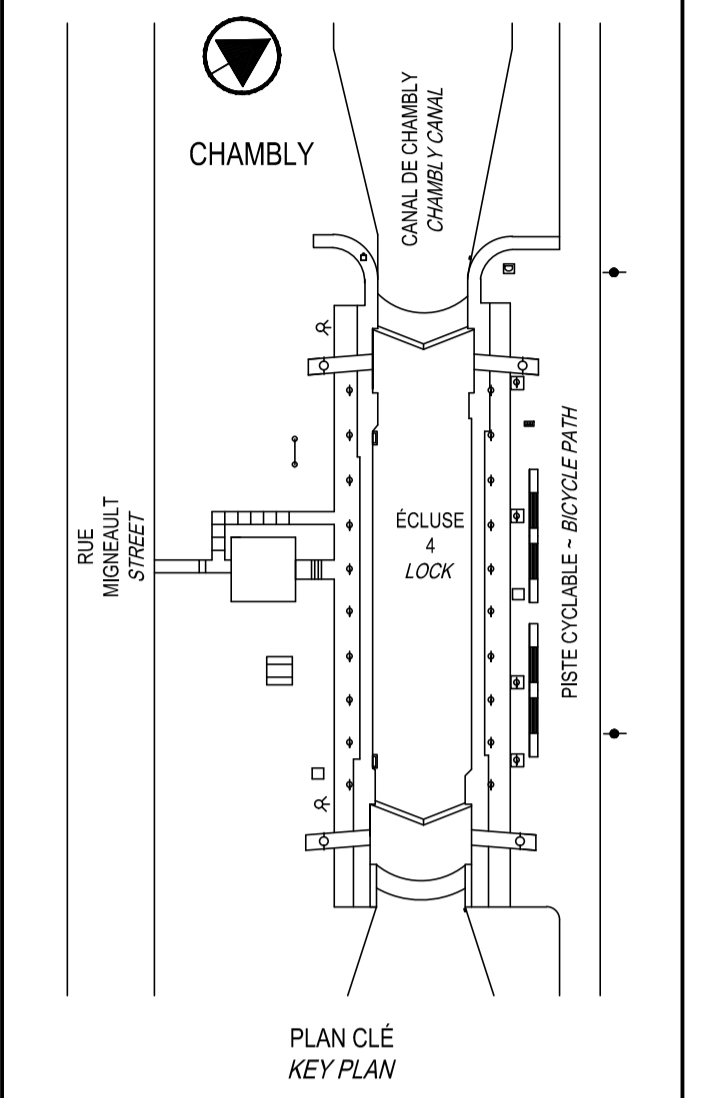 CHAMBLY
CANAL DE CHAMBLY
CHAMBLY CANAL
RUE
MIGNEAULT
STREET
ÉCLUSE
4
LOCK
PISTE CYCLABLE ~ BICYCLE PATH
PLAN CLÉ
KEY PLAN